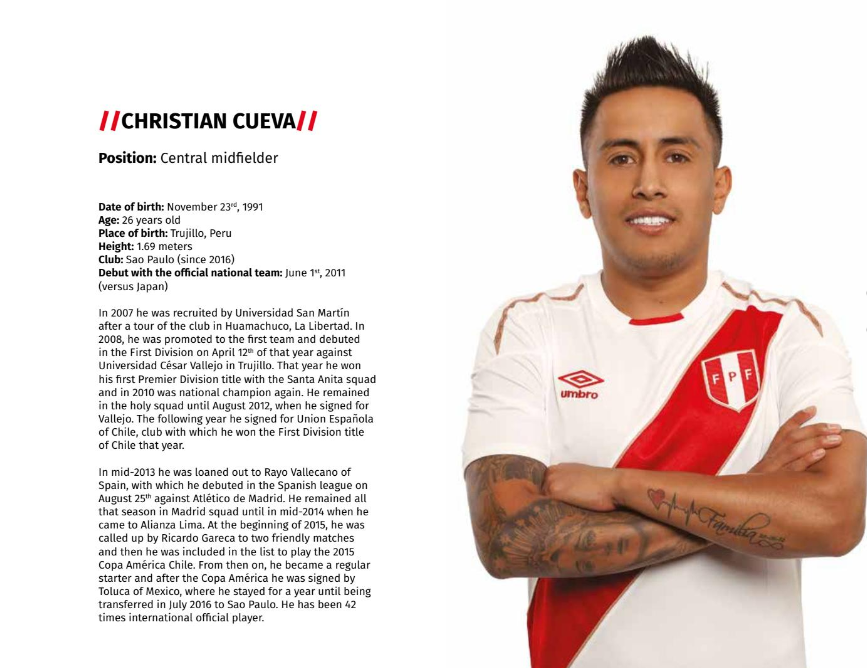 //CHRISTIAN CUEVA//
Position: Central midfielder
Date of birth: November 23rd, 1991
Age: 26 years old
Place of birth: Trujillo, Peru
Height: 1.69 meters
Club: Sao Paulo (since 2016)
Debut with the official national team: June 1st, 2011
(versus Japan)
In 2007 he was recruited by Universidad San Martín
after a tour of the club in Huamachuco, La Libertad. In
2008, he was promoted to the first team and debuted
in the First Division on April 12th of that year against
Universidad César Vallejo in Trujillo. That year he won
his first Premier Division title with the Santa Anita squad
and in 2010 was national champion again. He remained
in the holy squad until August 2012, when he signed for
Vallejo. The following year he signed for Union Española
of Chile, club with which he won the First Division title
of Chile that year.
In mid-2013 he was loaned out to Rayo Vallecano of
Spain, with which he debuted in the Spanish league on
August 25th against Atlético de Madrid. He remained all
that season in Madrid squad until in mid-2014 when he
came to Alianza Lima. At the beginning of 2015, he was
called up by Ricardo Gareca to two friendly matches
and then he was included in the list to play the 2015
Copa América Chile. From then on, he became a regular
starter and after the Copa América he was signed by
Toluca of Mexico, where he stayed for a year until being
transferred in July 2016 to Sao Paulo. He has been 42
times international official player.
umbro
FPF
Familia